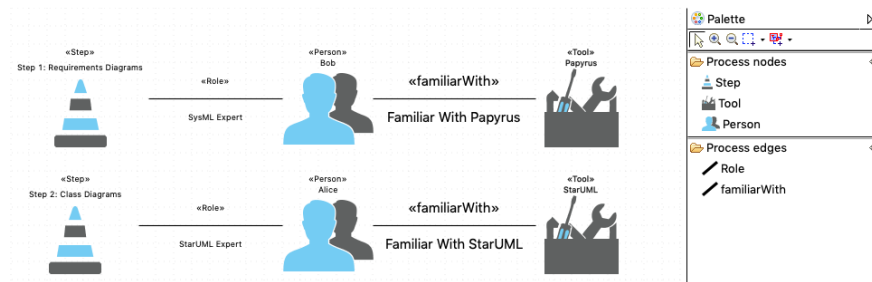 «Step»
Step 1: Requirements Diagrams
«Role»
SysML Expert
«Person»
Bob
«familiarWith»
Familiar With Papyrus
«Tool»
Papyrus
«Step»
Step 2: Class Diagrams
«Role»
StarUML Expert
«Person»
Alice
«familiarWith»
Familiar With StarUML
«Tool»
StarUML
Palette
Process nodes
Step
Tool
Person
Process edges
Role
familiarWith